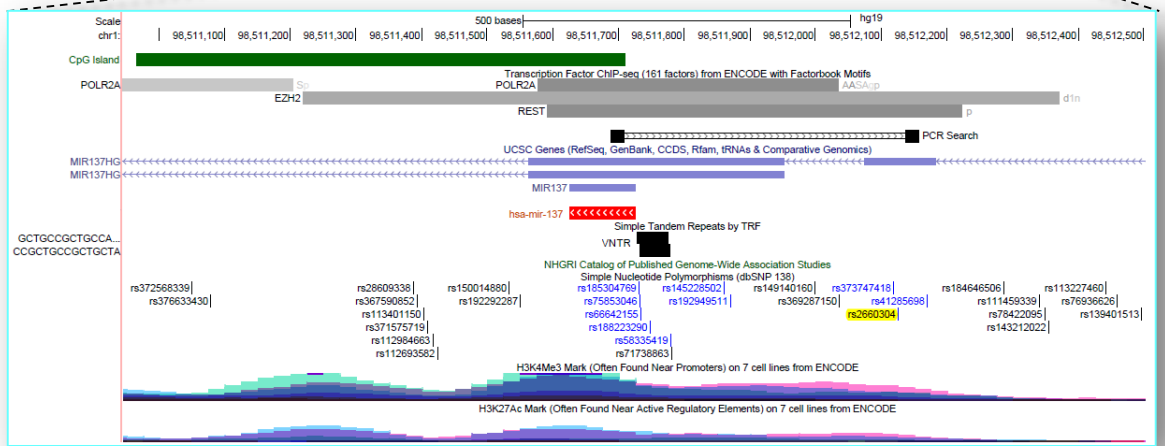 Scale 500 bases hg19
chr1: 98,511,100 98,511,200 98,511,300 98,511,400 98,511,500 98,511,600 98,511,700 98,511,800 98,511,900 98,512,000 98,512,100 98,512,200 98,512,300 98,512,400 98,512,500
CpG Island
Transcription Factor ChIP-seq (161 factors) from ENCODE with Factorbook Motifs
POLR2A Sp POLR2A AASAgp
EZH2 d1n
REST p
PCR Search
UCSC Genes (RefSeq, GenBank, CCDS, Rfam, tRNAs & Comparative Genomics)
MIR137HG
MIR137HG
MIR137
hsa-mir-137
Simple Tandem Repeats by TRF
GCTGCCGCTGCCA... VNTR
CCGCTGCCGCTGCTA
NHGRI Catalog of Published Genome-Wide Association Studies
Simple Nucleotide Polymorphisms (dbSNP 138)
rs372568339 rs28609338 rs150014880 rs185304769 rs145228502 rs149140160 rs373747418 rs184646506 rs113227460
rs376633430 rs367590852 rs192292287 rs75853046 rs192949511 rs369287150 rs41285698 rs111459339 rs76936626
rs113401150 rs66642155 rs2660304 rs78422095 rs139401513
rs371575719 rs188223290 rs143212022
rs112984663 rs58335419
rs112693582 rs71738863
H3K4Me3 Mark (Often Found Near Promoters) on 7 cell lines from ENCODE
H3K27Ac Mark (Often Found Near Active Regulatory Elements) on 7 cell lines from ENCODE